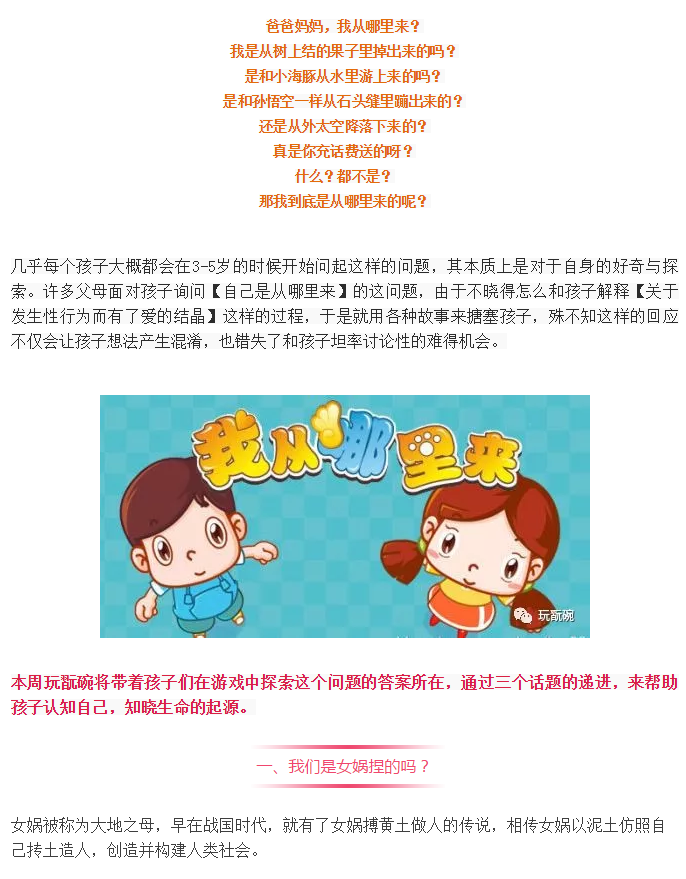 爸爸妈妈，我从哪里来？
我是从树上结的果子里掉出来的吗？
是和小海豚从水里游上来的吗？
是和孙悟空一样从石头缝里蹦出来的？
还是从外太空降落下来的？
真是你充话费送的呀？
什么？都不是？
那我到底是从哪里来的呢？
几乎每个孩子大概都会在3-5岁的时候开始问起这样的问题，其本质上是对于自身的好奇与探
索。许多父母面对孩子询问【自己是从哪里来】的这问题，由于不晓得怎么和孩子解释【关于
发生性行为而有了爱的结晶】这样的过程，于是就用各种故事来搪塞孩子，殊不知这样的回应
不仅会让孩子想法产生混淆，也错失了和孩子坦率讨论性的难得机会。
我从哪里来
玩翫碗
本周玩翫碗将带着孩子们在游戏中探索这个问题的答案所在，通过三个话题的递进，来帮助
孩子认知自己，知晓生命的起源。
一、我们是女娲捏的吗？
女娲被称为大地之母，早在战国时代，就有了女娲搏黄土做人的传说，相传女娲以泥土仿照自
己抟土造人，创造并构建人类社会。